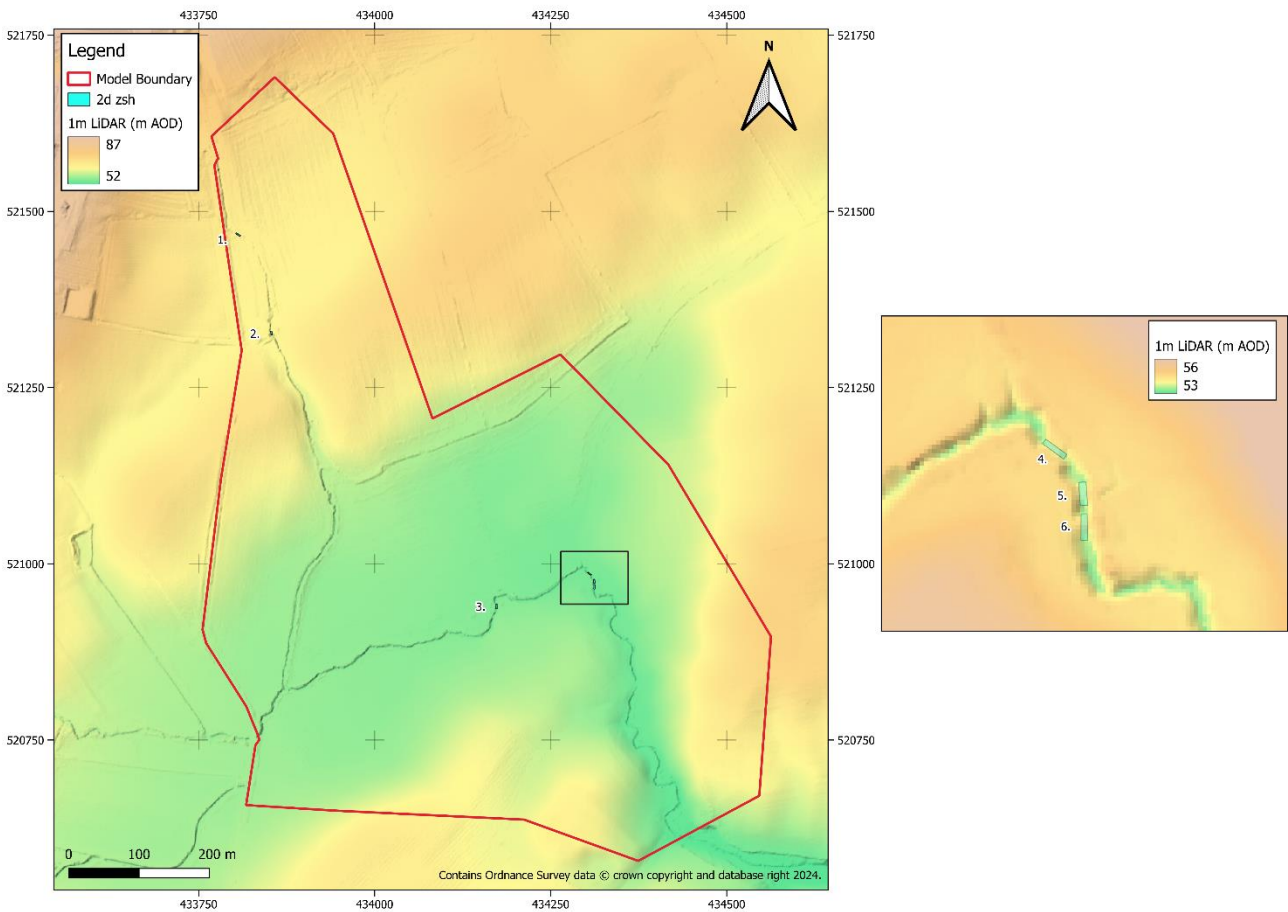 433750 434000 434250 434500
521750 521750
Legend
Model Boundary
2d zsh
1m LiDAR (m AOD)
87
52
N
521500 521500
1.
2.
521250 521250
521000 521000
3.
520750 520750
0 100 200 m
Contains Ordnance Survey data © crown copyright and database right 2024.
433750 434000 434250 434500
1m LiDAR (m AOD)
56
53
4.
5.
6.